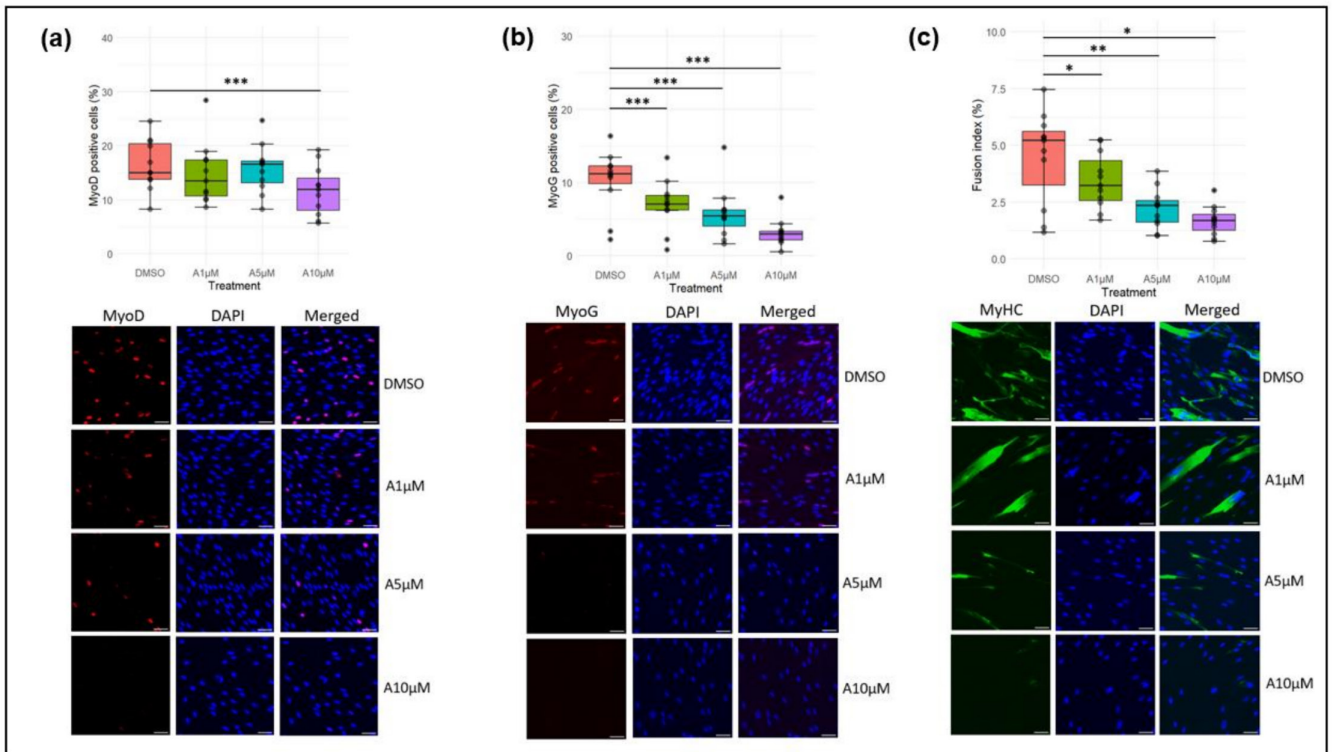 (a)
MyoD positive cells (%)
40
30
20
10
0
***
DMSO A1µM A5µM A10µM
Treatment
MyoD DAPI Merged
DMSO
A1µM
A5µM
A10µM
(b)
MyoG positive cells (%)
30
20
10
0
***
***
***
DMSO A1µM A5µM A10µM
Treatment
MyoG DAPI Merged
DMSO
A1µM
A5µM
A10µM
(c)
Fusion index (%)
10.0
7.5
5.0
2.5
0.0
*
**
*
DMSO A1µM A5µM A10µM
Treatment
MyHC DAPI Merged
DMSO
A1µM
A5µM
A10µM